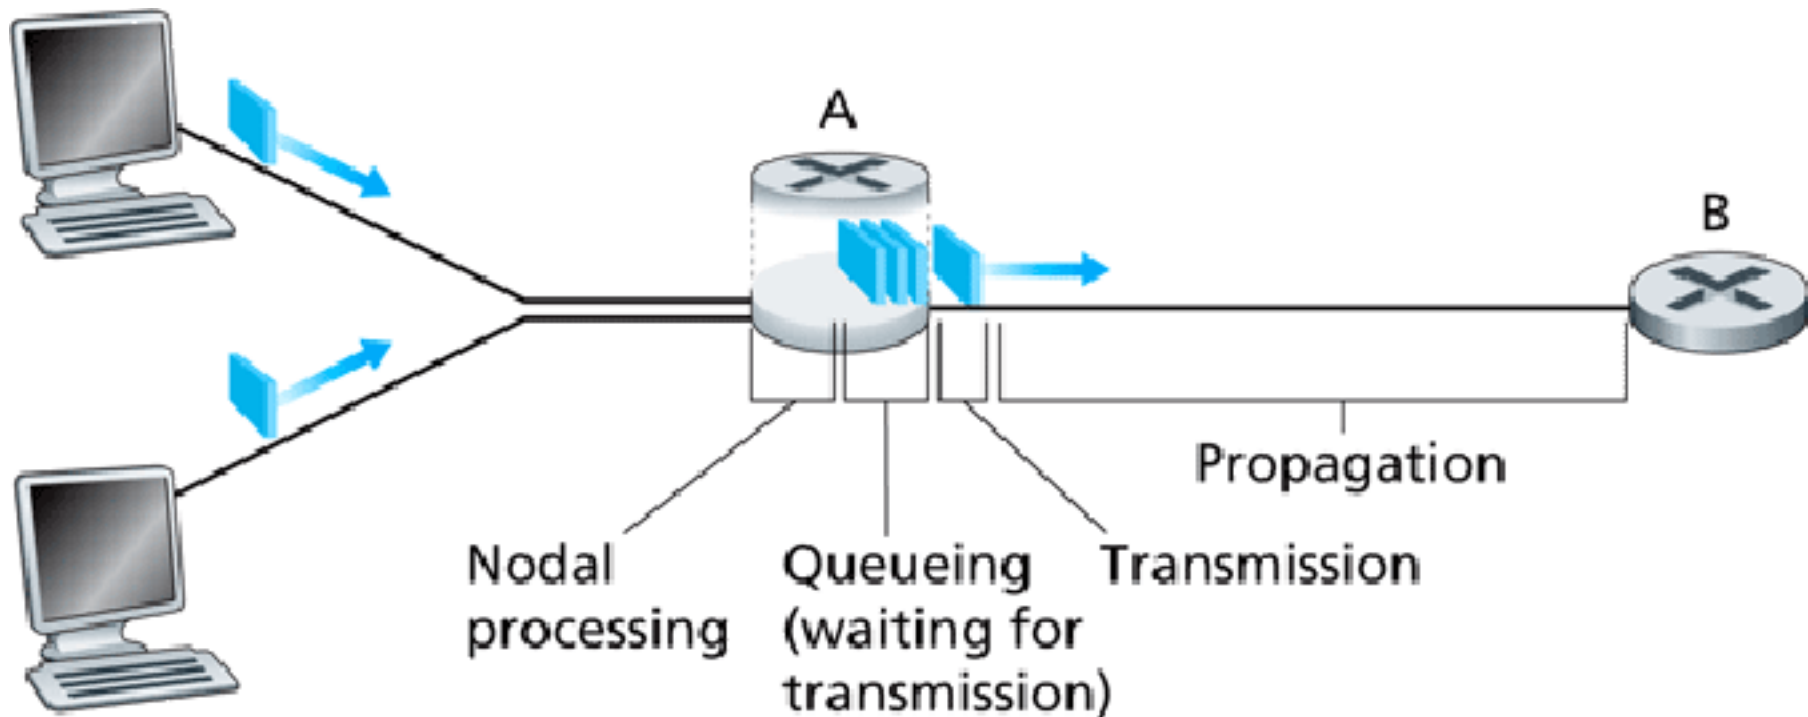 A
B
Propagation
Nodal
processing
Queueing
(waiting for
transmission)
Transmission